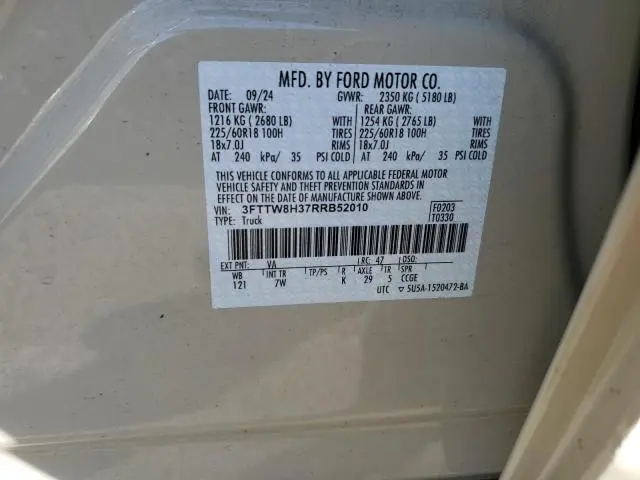 MFD. BY FORD MOTOR CO.
DATE: 09/24 GVWR: 2350 KG ( 5180 LB)
FRONT GAWR: REAR GAWR:
1216 KG ( 2680 LB) WITH 1254 KG ( 2765 LB) WITH
225/60R18 100H TIRES 225/60R18 100H TIRES
18x7.0J RIMS 18x7.0J RIMS
AT 240 kPa/ 35 PSI COLD AT 240 kPa/ 35 PSI COLD
THIS VEHICLE CONFORMS TO ALL APPLICABLE FEDERAL MOTOR
VEHICLE SAFETY AND THEFT PREVENTION STANDARDS IN
EFFECT ON THE DATE OF MANUFACTURE SHOWN ABOVE.
VIN: 3FTTW8H37RRB52010 F0203
TYPE: Truck T0330
EXT PNT: VA RC: 47 DSO:
WB INT TR TP/PS R AXLE TR SPR
121 7W K 29 5 CCGE
UTC ▽ 5U5A-1520472-BA